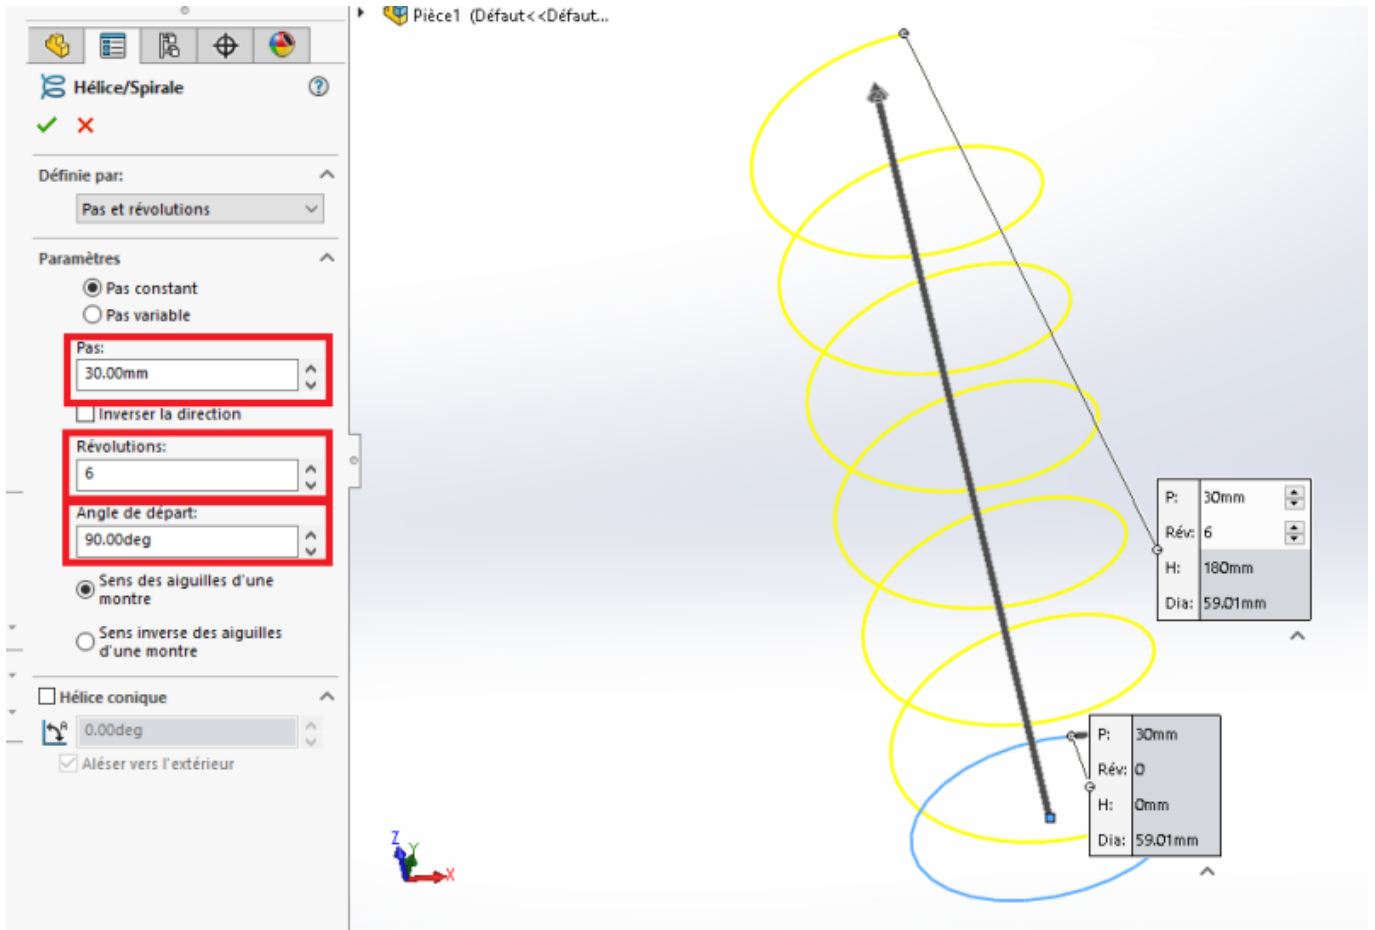 Pièce1 (Défaut<<Défaut...
Hélice/Spirale
Définie par:
Pas et révolutions
Paramètres
Pas constant
Pas variable
Pas:
30.00mm
Inverser la direction
Révolutions:
6
Angle de départ:
90.00deg
Sens des aiguilles d'une
montre
Sens inverse des aiguilles
d'une montre
Hélice conique
0.00deg
Aléser vers l'extérieur
P: 30mm
Rév: 6
H: 180mm
Dia: 59.01mm
P: 30mm
Rév: 0
H: 0mm
Dia: 59.01mm
Z
Y
X